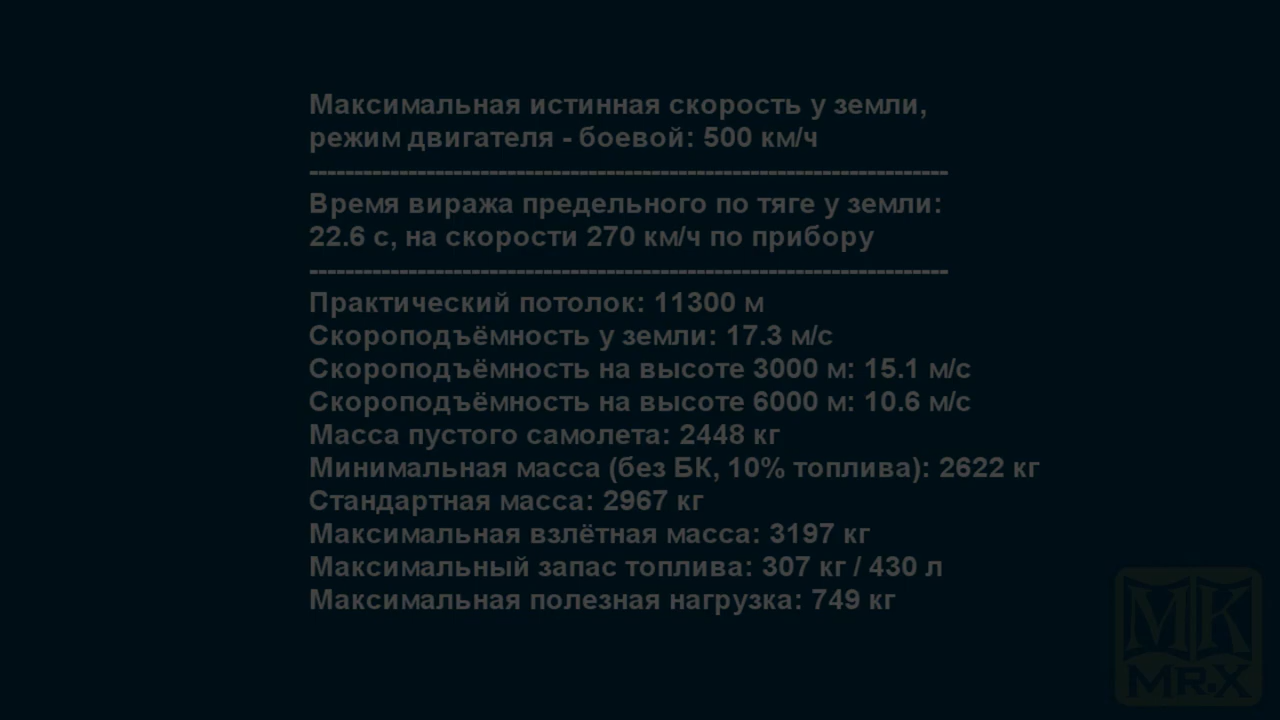 Максимальная истинная скорость у земли,
режим двигателя - боевой: 500 км/ч
------------------------------------------------------------------------
Время виража предельного по тяге у земли:
22.6 с, на скорости 270 км/ч по прибору
------------------------------------------------------------------------
Практический потолок: 11300 м
Скороподъёмность у земли: 17.3 м/с
Скороподъёмность на высоте 3000 м: 15.1 м/с
Скороподъёмность на высоте 6000 м: 10.6 м/с
Масса пустого самолета: 2448 кг
Минимальная масса (без БК, 10% топлива): 2622 кг
Стандартная масса: 2967 кг
Максимальная взлётная масса: 3197 кг
Максимальный запас топлива: 307 кг / 430 л
Максимальная полезная нагрузка: 749 кг
MK
MR.X